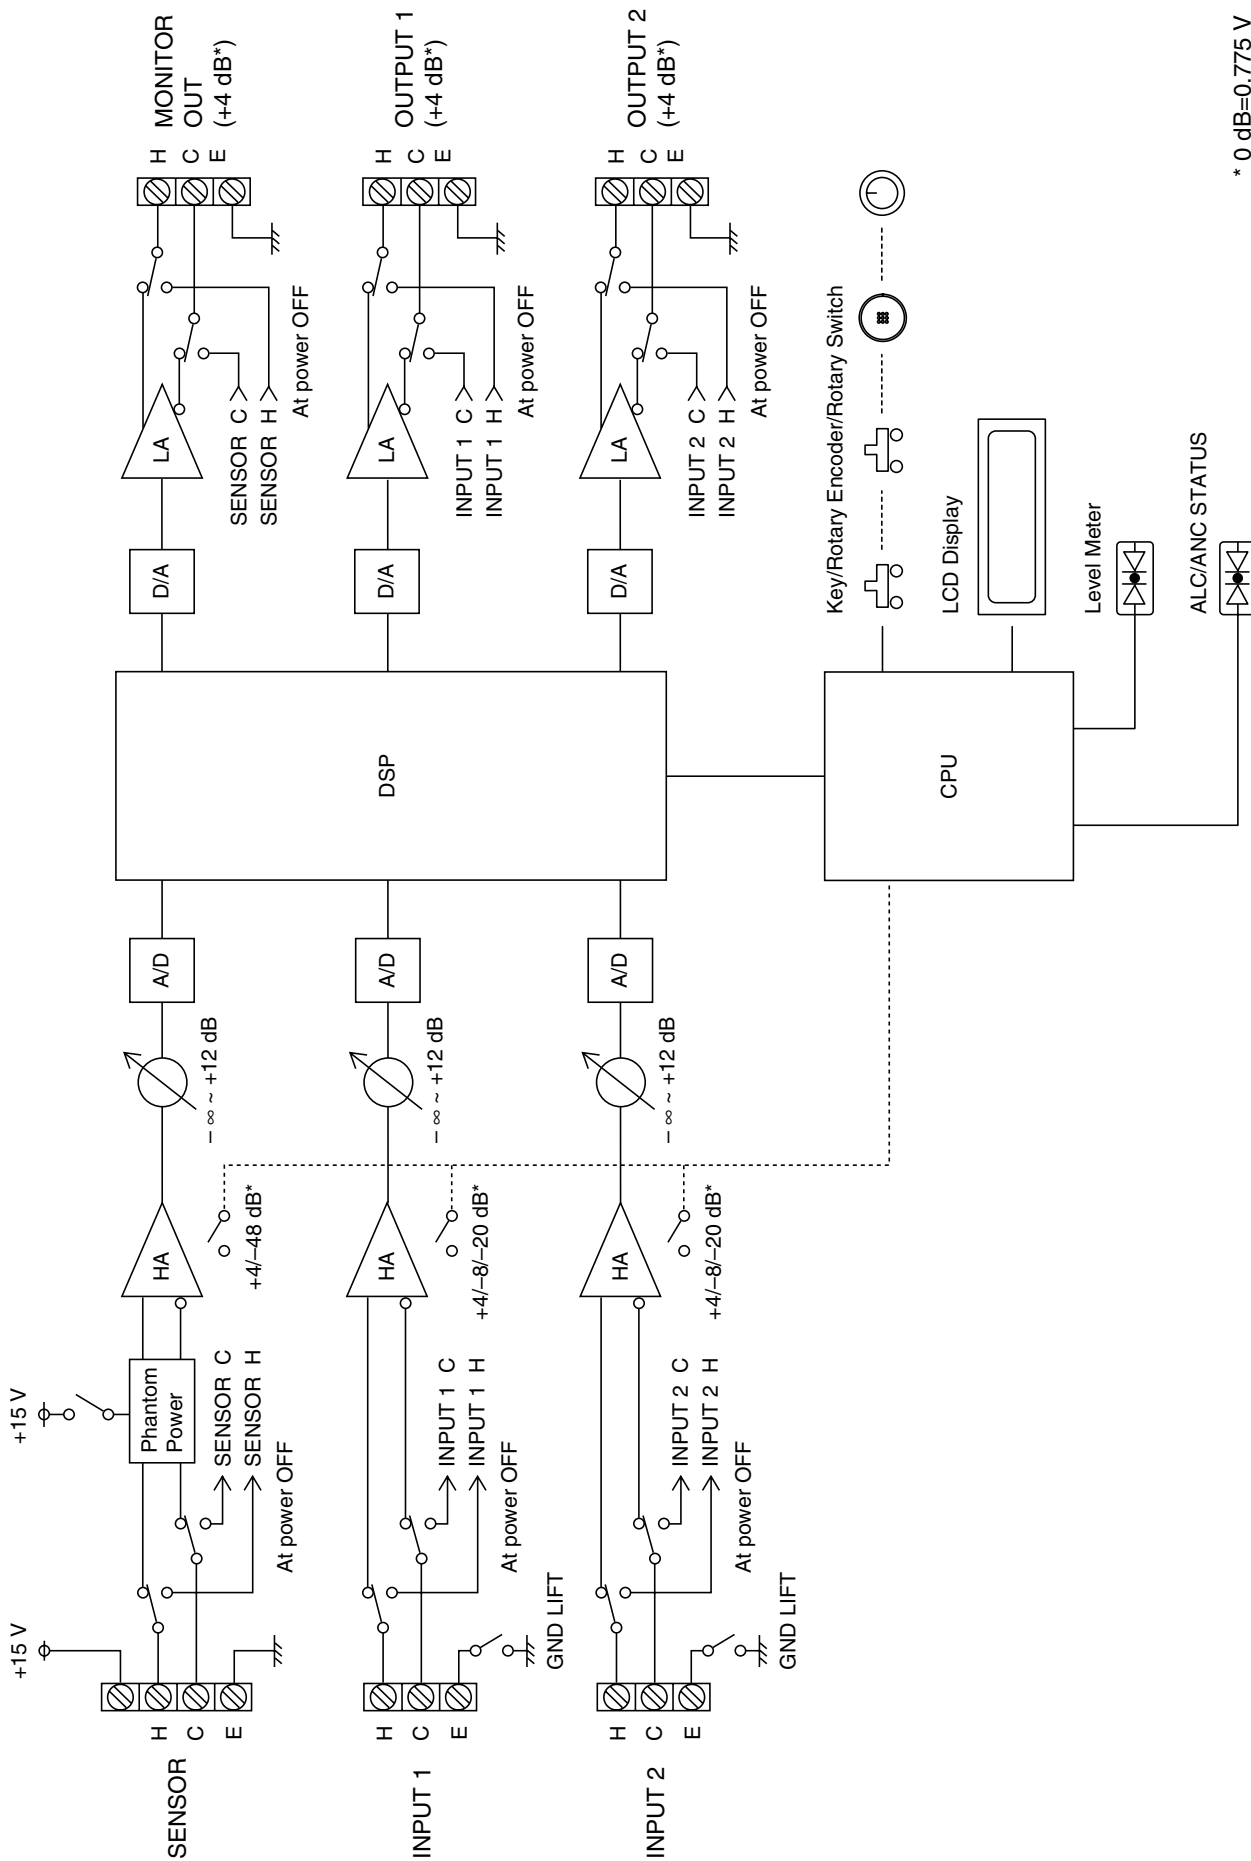 +15 V
+15 V
SENSOR
H
C
E
Phantom
Power
SENSOR C
SENSOR H
At power OFF
HA
+4/–48 dB*
– ∞ ~ +12 dB
A/D
D/A
LA
SENSOR C
SENSOR H
At power OFF
H
C
E
MONITOR
OUT
(+4 dB*)
INPUT 1
H
C
E
GND LIFT
INPUT 1 C
INPUT 1 H
At power OFF
HA
+4/–8/–20 dB*
– ∞ ~ +12 dB
A/D
DSP
D/A
LA
INPUT 1 C
INPUT 1 H
At power OFF
H
C
E
OUTPUT 1
(+4 dB*)
INPUT 2
H
C
E
GND LIFT
INPUT 2 C
INPUT 2 H
At power OFF
HA
+4/–8/–20 dB*
– ∞ ~ +12 dB
A/D
D/A
LA
INPUT 2 C
INPUT 2 H
At power OFF
H
C
E
OUTPUT 2
(+4 dB*)
CPU
Key/Rotary Encoder/Rotary Switch
LCD Display
Level Meter
ALC/ANC STATUS
* 0 dB=0.775 V